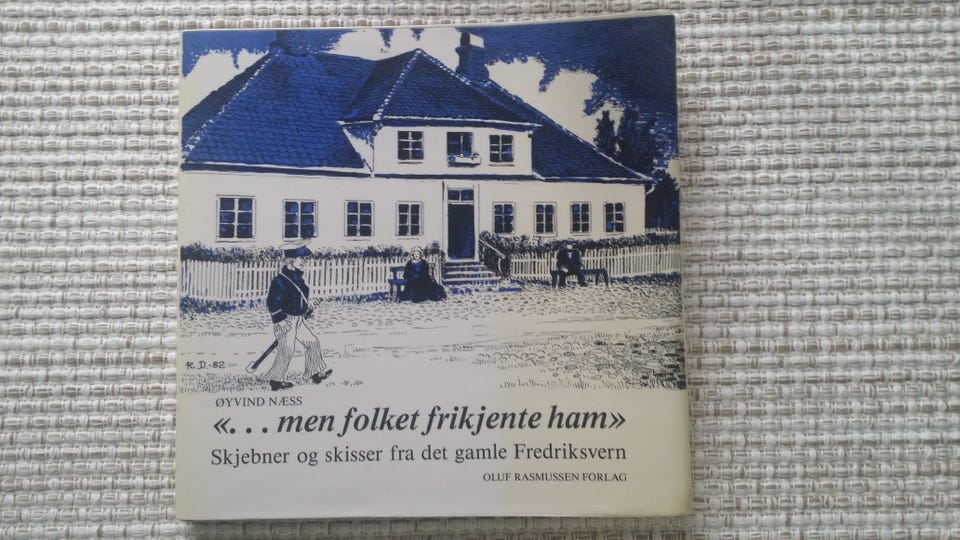 R.D.-82
ØYVIND NÆSS
«. . . men folket frikjente ham»
Skjebner og skisser fra det gamle Fredriksvern
OLUF RASMUSSEN FORLAG